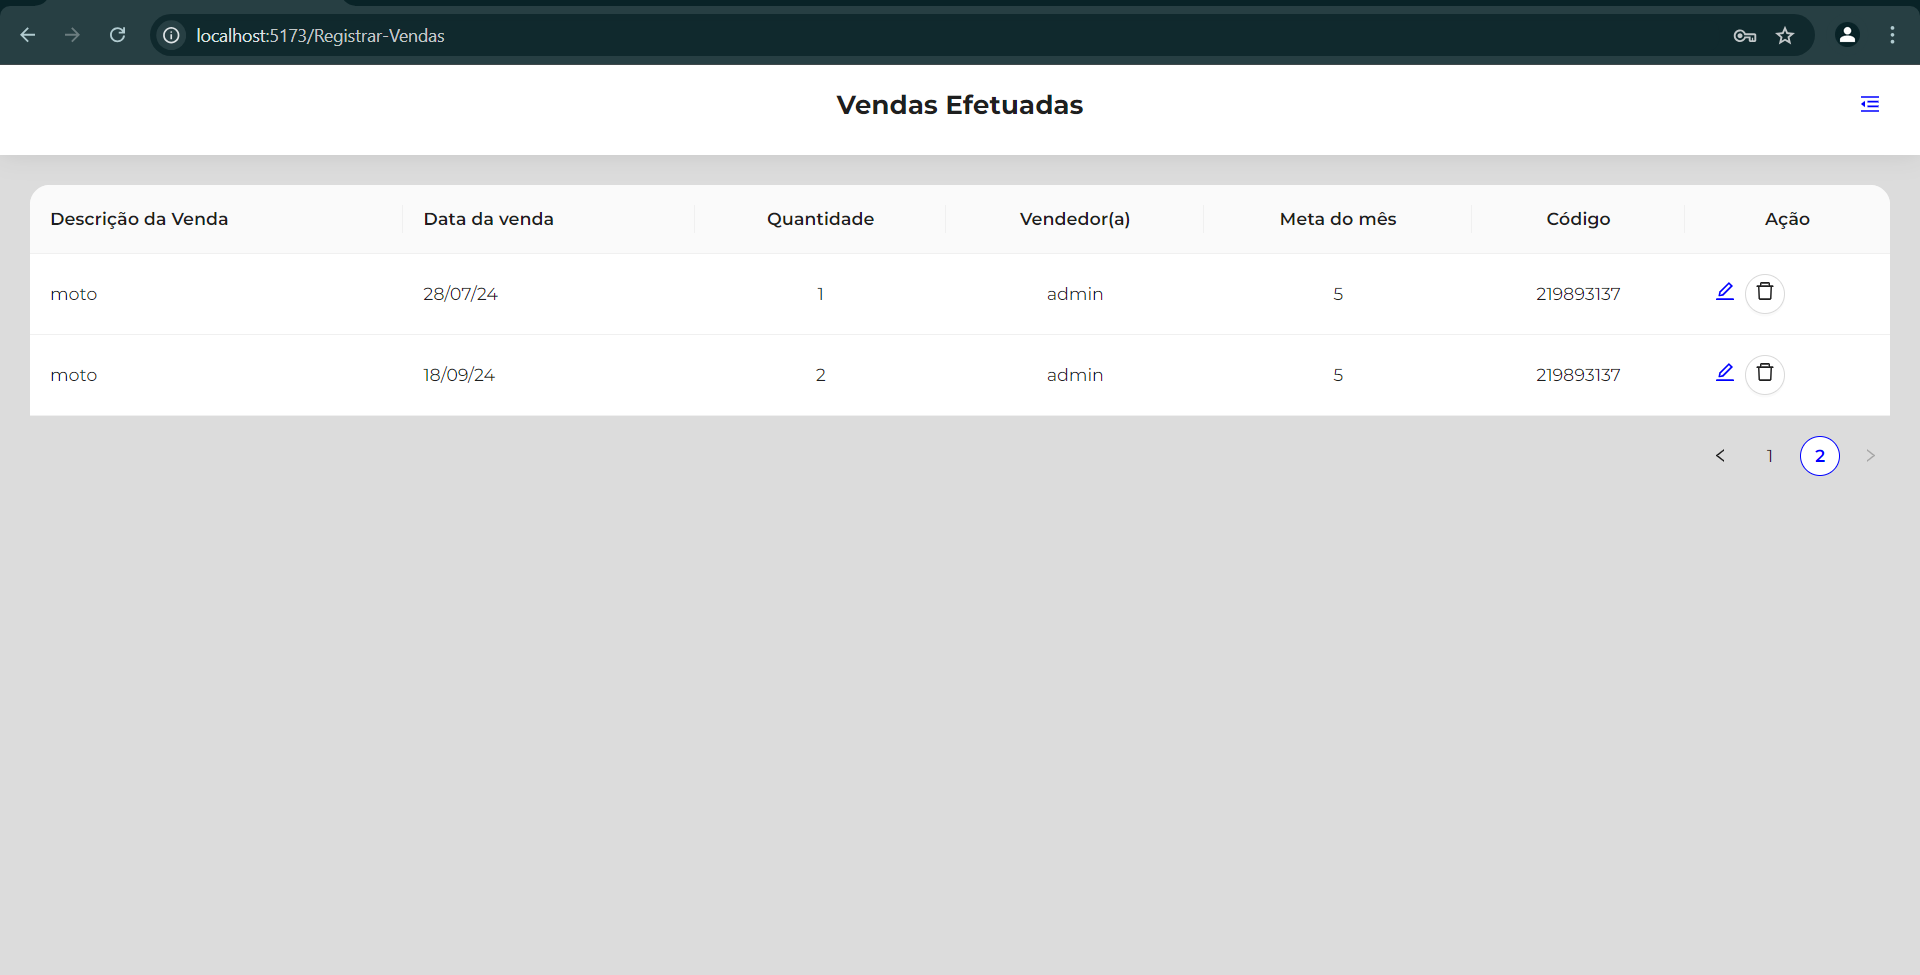 localhost:5173/Registrar-Vendas
Vendas Efetuadas
Descrição da Venda Data da venda Quantidade Vendedor(a) Meta do mês Código Ação
moto 28/07/24 1 admin 5 219893137
moto 18/09/24 2 admin 5 219893137
1 2